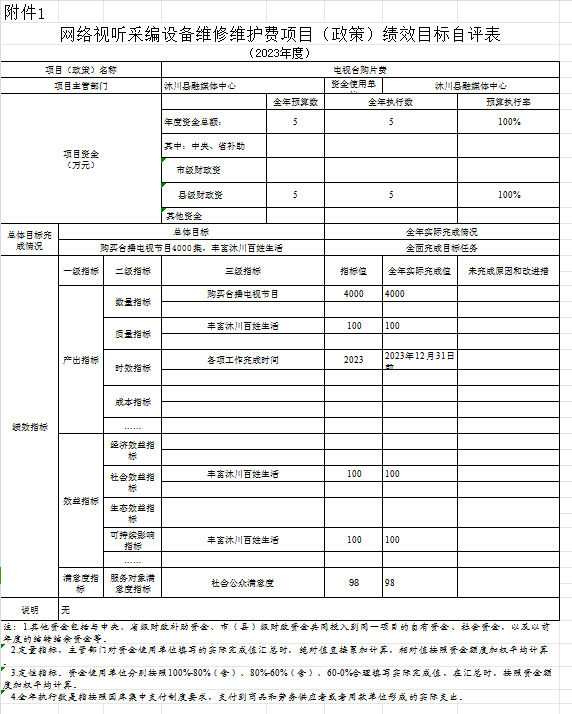 附件1
网络视听采编设备维修维护费项目（政策）绩效目标自评表
（2023年度）
项目（政策）名称 电视台购片费
项目主管部门 沐川县融媒体中心 资金使用单 沐川县融媒体中心
项目资金
（万元）
全年预算数 全年执行数 预算执行率
年度资金总额： 5 5 100%
其中：中央、省补助
市级财政资
县级财政资 5 5 100%
其他资金
总体目标完
成情况
总体目标 全年实际完成情况
购买台播电视节目4000集，丰富沐川百姓生活 全面完成目标任务
绩效指标
一级指标 二级指标 三级指标 指标值 全年实际完成值 未完成原因和改进措
产出指标
数量指标 购买台播电视节目 4000 4000
质量指标 丰富沐川百姓生活 100 100
时效指标 各项工作完成时间 2023 2023年12月31日
前
成本指标
……
效益指标
经济效益指
标
社会效益指
标
丰富沐川百姓生活 100 100
生态效益指
标
可持续影响
指标
丰富沐川百姓生活 100 100
……
满意度指
标
服务对象满
意度指标
社会公众满意度 98 98
说明 无
注：1.其他资金包括与中央、省级财政补助资金、市（县）级财政资金共同投入到同一项目的自有资金、社会资金，以及以前
年度的结转结余资金等。
2.定量指标，主管部门对资金使用单位填写的实际完成值汇总时，绝对值直接累加计算，相对值按照资金额度加权平均计算
。
3.定性指标。资金使用单位分别按照100%-80%（含）、80%-60%（含）、60-0%合理填写实际完成值，在汇总时，按照资金额
度加权平均计算。
4.全年执行数是指按照国库集中支付制度要求，支付到商品和劳务供应者或者用款单位形成的实际支出。